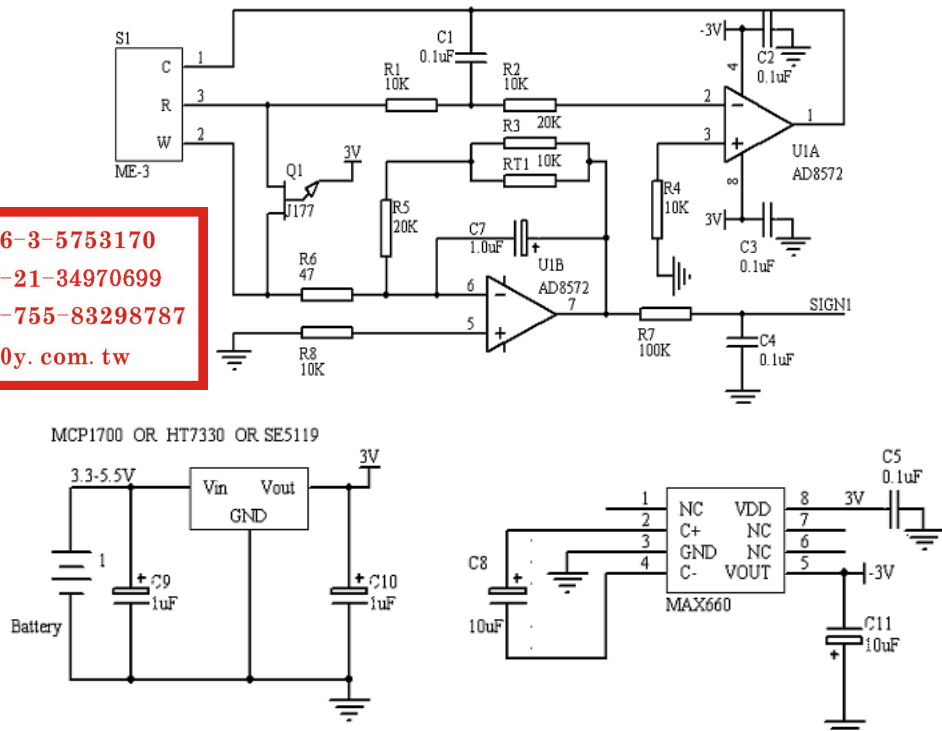 S1
C 1
R 3
W 2
ME-3
C1
0.1uF
R1
10K
R2
10K
20K
R3
10K
RT1
-3V
4
C2
0.1uF
2
3
1
U1A
AD8572
8
3V
C3
0.1uF
R4
10K
Q1
J177
3V
R5
20K
C7
1.0uF
U1B
AD8572
R6
47
6
5
7
R8
10K
R7
100K
SIGN1
C4
0.1uF
6-3-5753170
-21-34970699
-755-83298787
0y. com. tw
MCP1700 OR HT7330 OR SE5119
3.3-5.5V
Vin Vout
GND
3V
1
Battery
C9
1uF
C10
1uF
C8
10uF
1 NC VDD 8 3V
2 C+ NC 7
3 GND NC 6
4 C- VOUT 5 -3V
MAX660
C5
0.1uF
C11
10uF